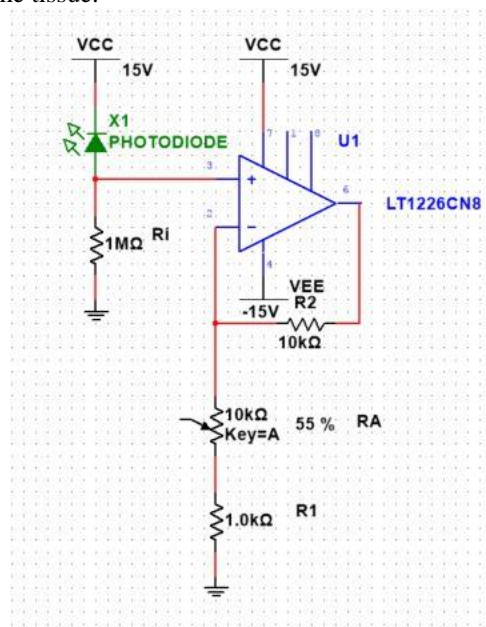 ne tissue.
VCC VCC
15V 15V
X1
PHOTODIODE
7 1 8
U1
3
6
LT1226CN8
2
1MΩ Ri
4
VEE
-15V R2
10kΩ
10kΩ 55 % RA
Key=A
1.0kΩ R1